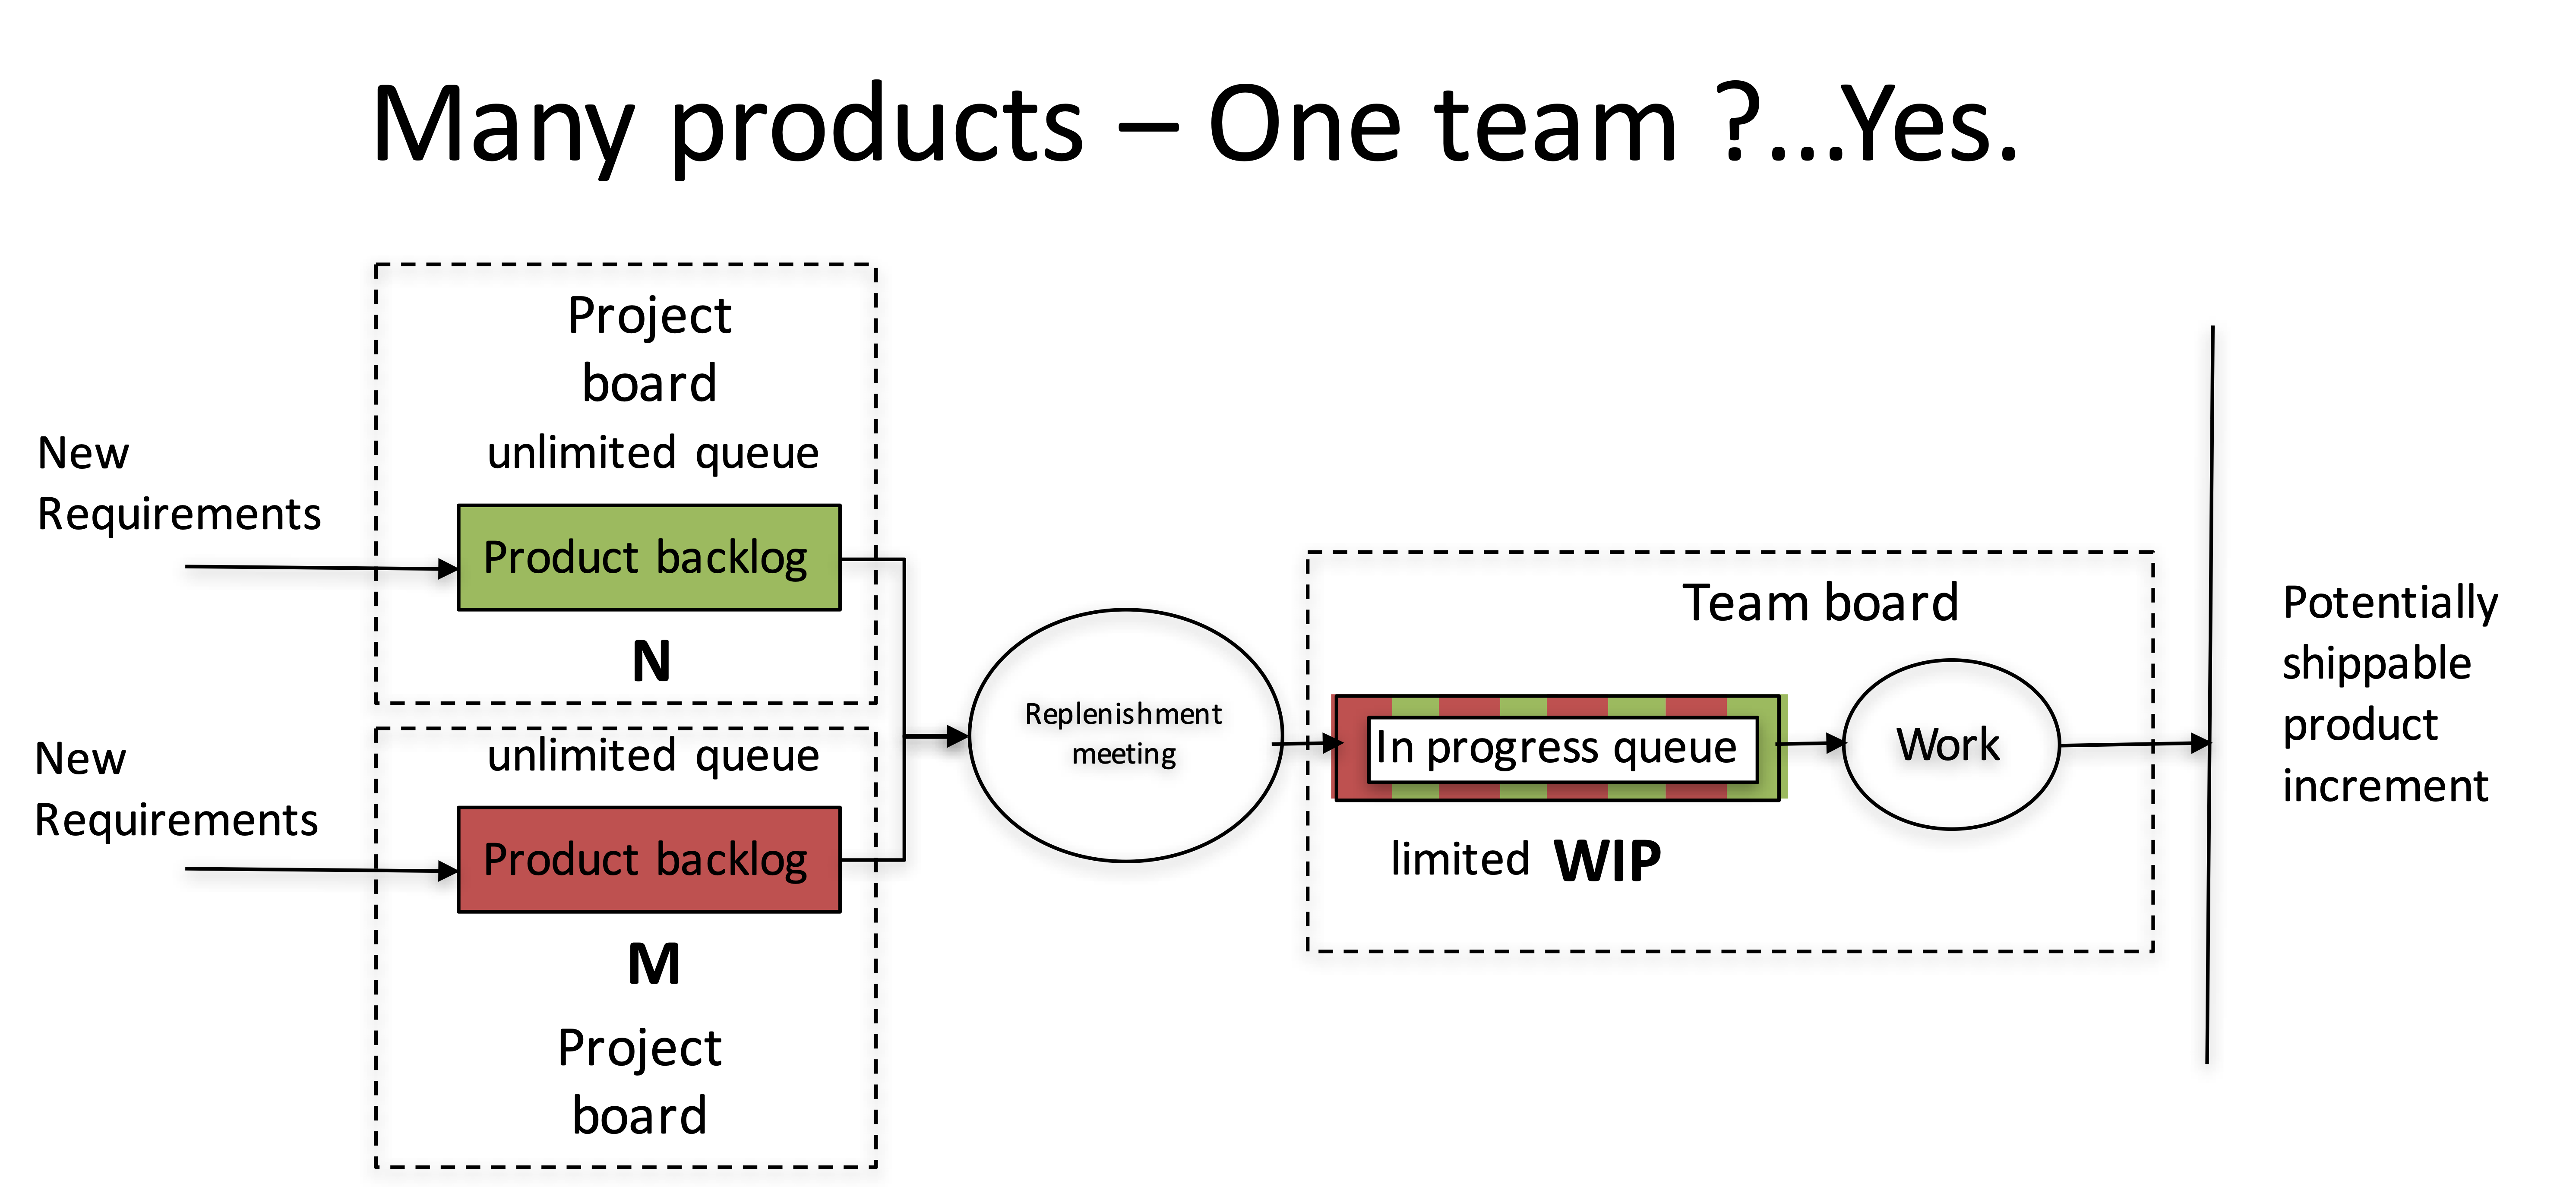 Many products – One team ?...Yes.
Project
board
unlimited queue
New
Requirements
Product backlog
N
New
Requirements
unlimited queue
Product backlog
M
Project
board
Replenishment
meeting
Team board
In progress queue
limited WIP
Work
Potentially
shippable
product
increment